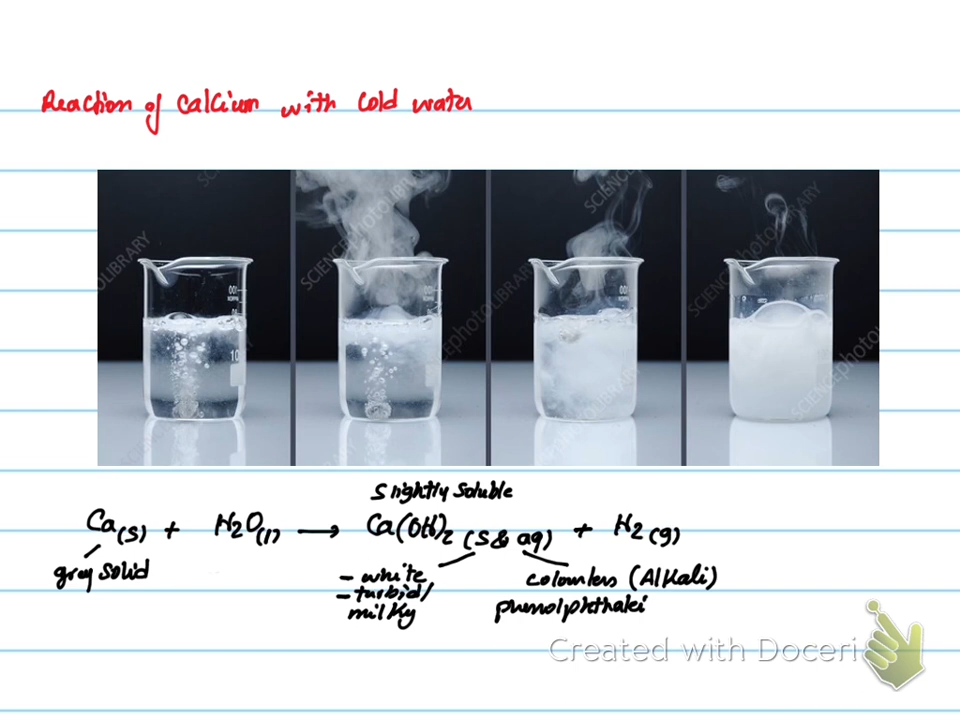 Reaction of Calcium with Cold water
SCIENCEPHOTOLIBRARY
Slightly soluble
Ca(s) + H2O(l) → Ca(OH)2 (s & aq) + H2(g)
grey solid
- white
- turbid/
milky
colourless (Alkali)
phenolphthalei
Created with Doceri